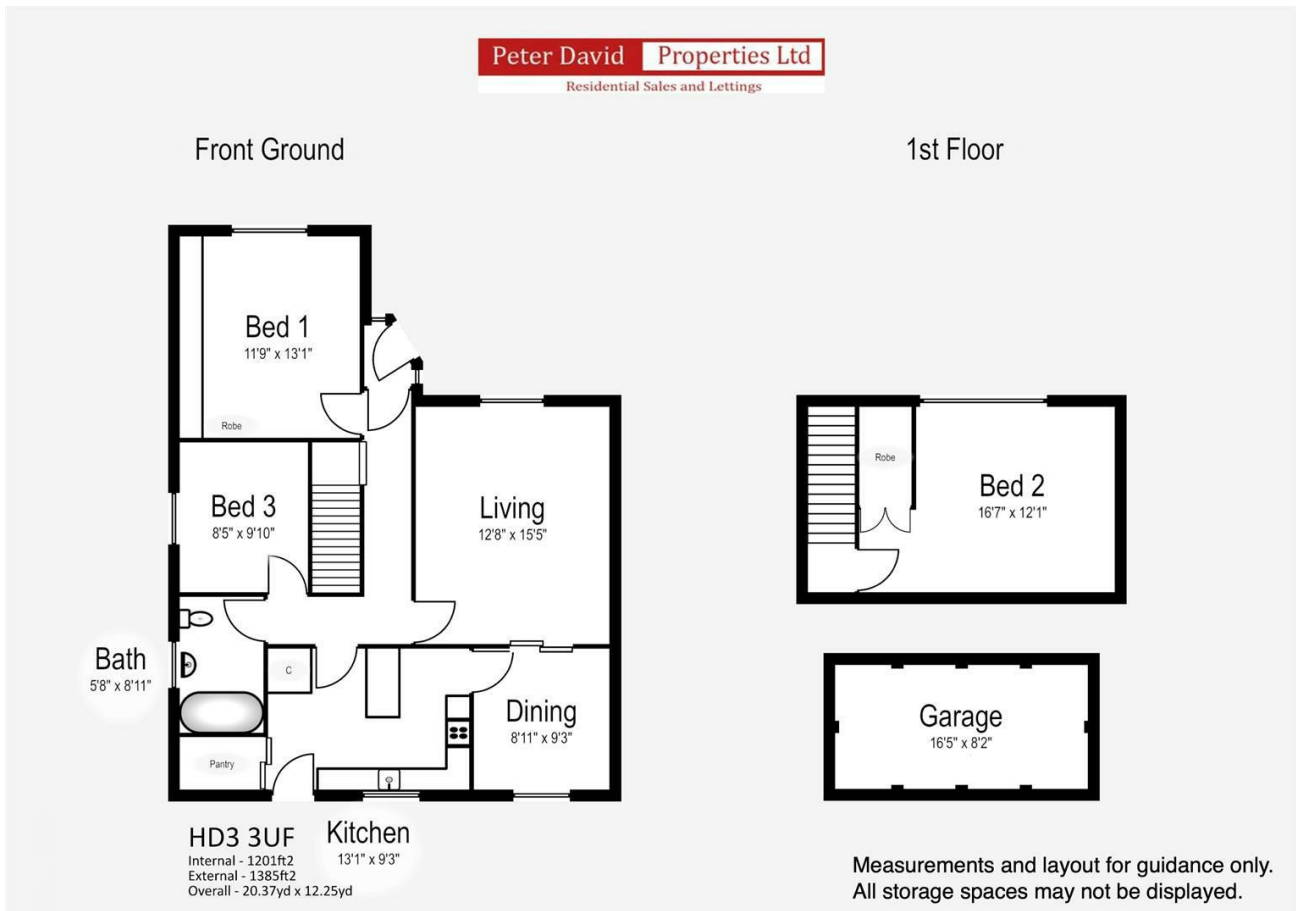 Peter David Properties Ltd
Residential Sales and Lettings
Front Ground
1st Floor
Bed 1
11'9" x 13'1"
Robe
Bed 3
8'5" x 9'10"
Living
12'8" x 15'5"
Robe
Bed 2
16'7" x 12'1"
Bath
5'8" x 8'11"
C
Dining
8'11" x 9'3"
Pantry
Garage
16'5" x 8'2"
Kitchen
13'1" x 9'3"
HD3 3UF
Internal - 1201ft2
External - 1385ft2
Overall - 20.37yd x 12.25yd
Measurements and layout for guidance only.
All storage spaces may not be displayed.